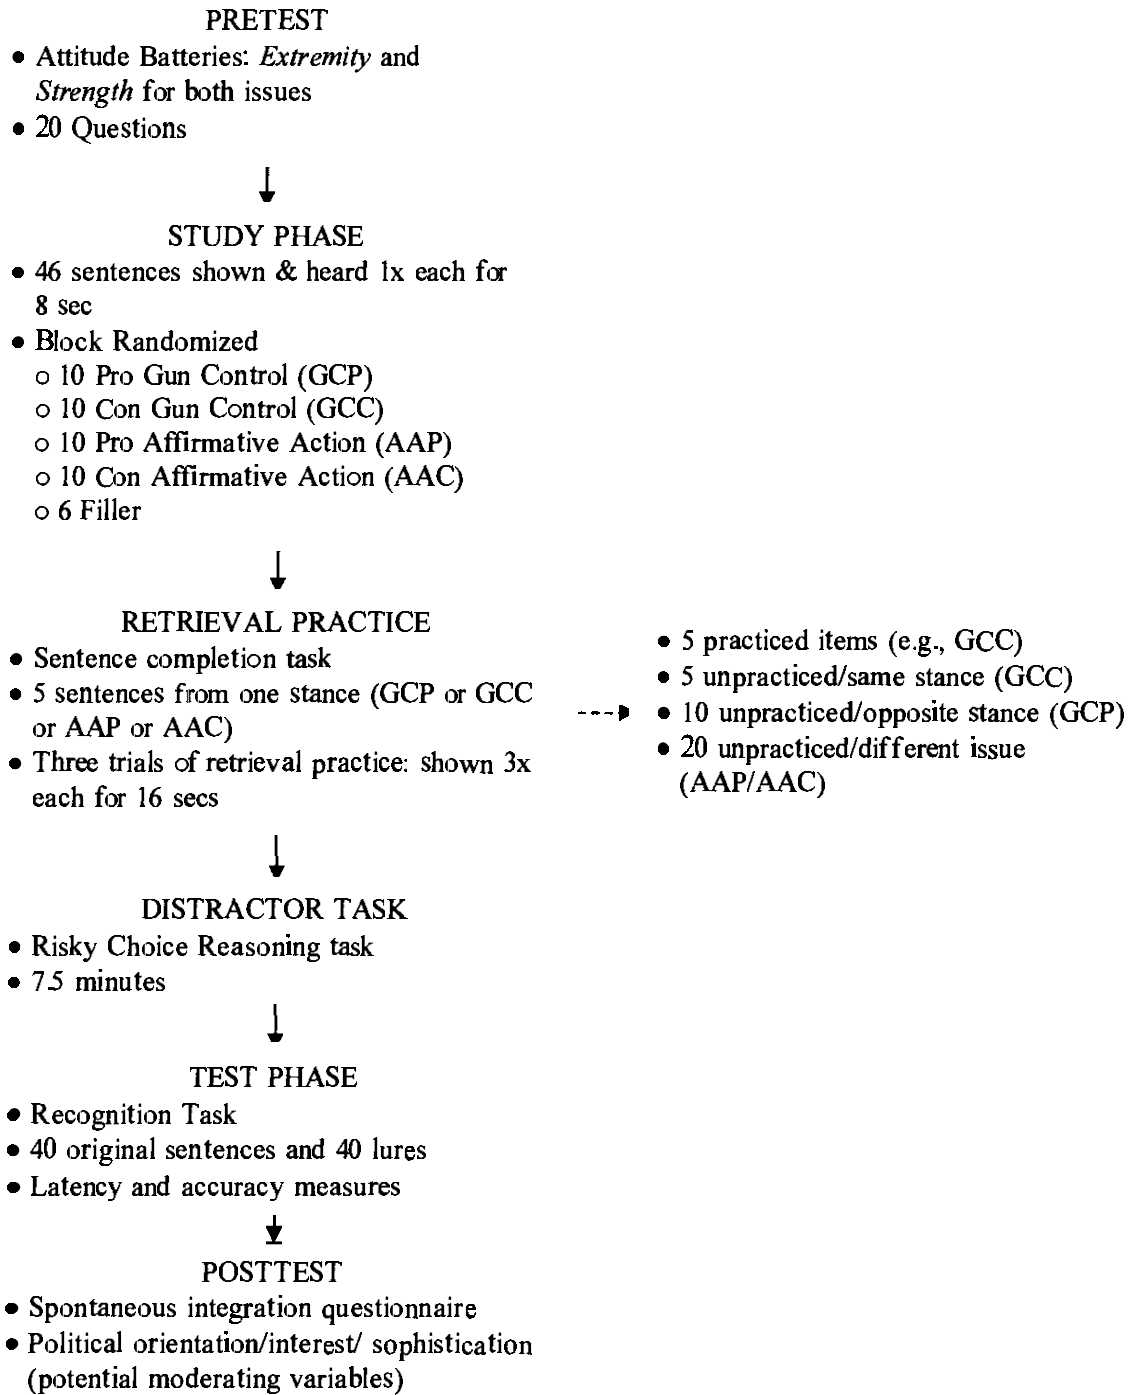 PRETEST
• Attitude Batteries: Extremity and
Strength for both issues
• 20 Questions
STUDY PHASE
• 46 sentences shown & heard 1x each for
8 sec
• Block Randomized
o 10 Pro Gun Control (GCP)
o 10 Con Gun Control (GCC)
o 10 Pro Affirmative Action (AAP)
o 10 Con Affirmative Action (AAC)
o 6 Filler
RETRIEVAL PRACTICE
• Sentence completion task
• 5 sentences from one stance (GCP or GCC
or AAP or AAC)
• Three trials of retrieval practice: shown 3x
each for 16 secs
• 5 practiced items (e.g., GCC)
• 5 unpracticed/same stance (GCC)
• 10 unpracticed/opposite stance (GCP)
• 20 unpracticed/different issue
(AAP/AAC)
DISTRACTOR TASK
• Risky Choice Reasoning task
• 7.5 minutes
TEST PHASE
• Recognition Task
• 40 original sentences and 40 lures
• Latency and accuracy measures
POSTTEST
• Spontaneous integration questionnaire
• Political orientation/interest/ sophistication
(potential moderating variables)